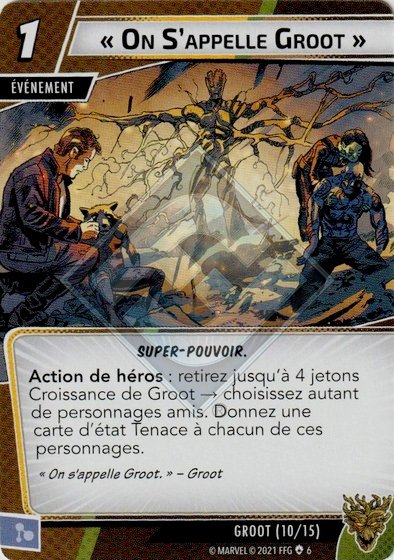 1
« On S'appelle Groot »
ÉVÉNEMENT
SUPER-POUVOIR.
Action de héros : retirez jusqu'à 4 jetons
Croissance de Groot → choisissez autant
de personnages amis. Donnez une
carte d'état Tenace à chacun de ces
personnages.
« On s'appelle Groot. » – Groot
GROOT (10/15)
© MARVEL © 2021 FFG 6